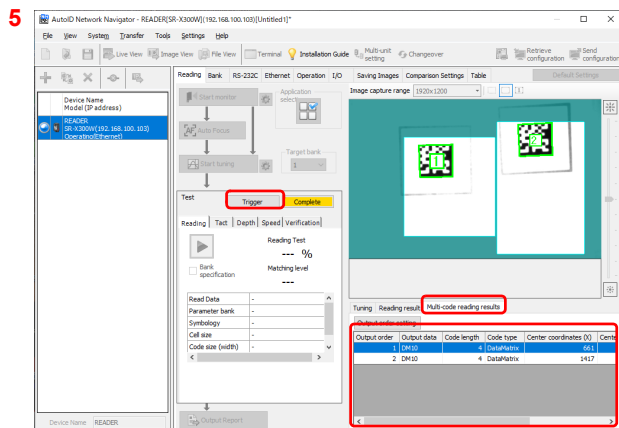 5
AutoID Network Navigator - READER[SR-X300W](192.168.100.103)[Untitled1]*
File View System Transfer Tools Settings Help
Live View Image View File View Terminal Installation Guide Multi-unit setting Changeover Retrieve configuration Send configuration
Device Name
Model (IP address)
READER
SR-X300W(192.168.100.103)
Operating(Ethernet)
Device Name READER
Reading Bank RS-232C Ethernet Operation I/O
Start monitor
Application
selec
Auto Focus
Target bank
Start tuning 1
Test Trigger Complete
Reading Tact Depth Speed Verification
Reading Test
--- %
Bank
specification
Matching level
---
Read Data -
Parameter bank -
Symbology -
Cell size
Code size (width) -
Output Report
Saving Images Comparison Settings Table Default Settings
Image capture range 1920x1200
1
2
Tuning Reading result Multi-code reading results
Output order setting
Output order Output data Code length Code type Center coordinates (X) Cente
1 DM10 4 DataMatrix 661
2 DM10 4 DataMatrix 1417